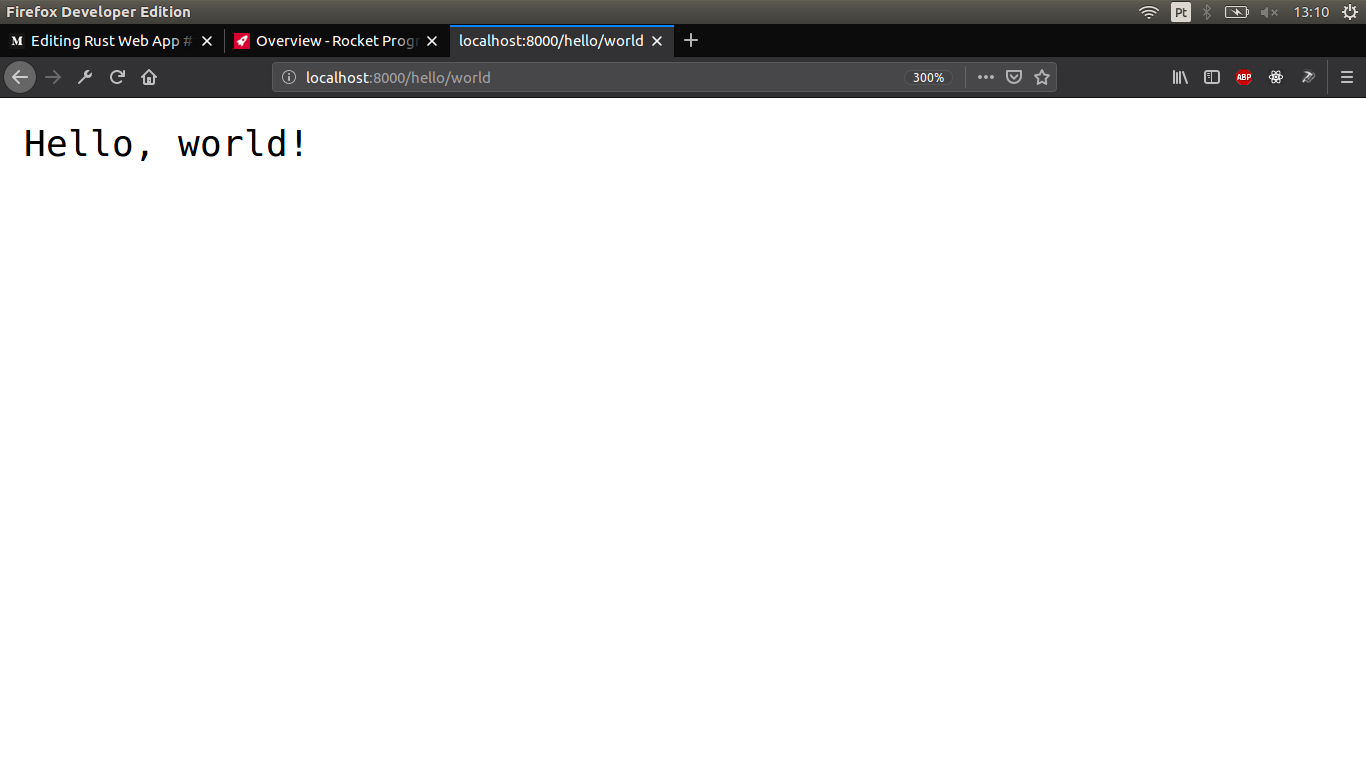 Firefox Developer Edition
Pt
13:10
M Editing Rust Web App #
Overview - Rocket Progr
localhost:8000/hello/world
localhost:8000/hello/world
300%
ABP
Hello, world!